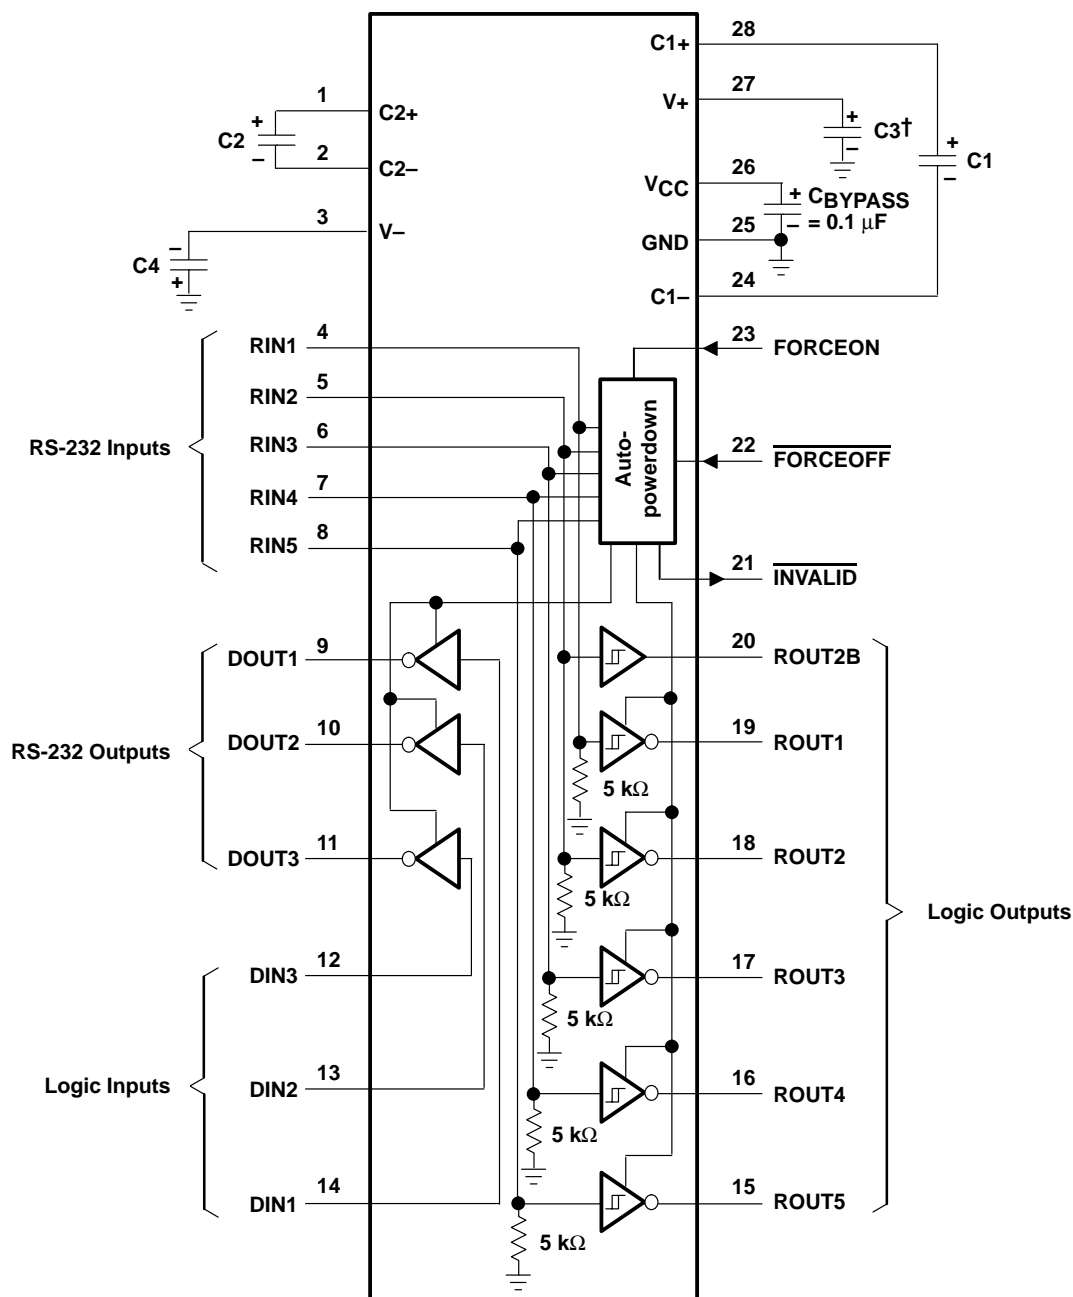 28
C1+
27
V+
C3†
+
–
C1
+
–
1
C2+
C2
+
–
2
C2–
26
VCC
+
–
CBYPASS
= 0.1 µF
25
GND
3
V–
C4
–
+
24
C1–
RS-232 Inputs
RIN1
4
RIN2
5
RIN3
6
RIN4
7
RIN5
8
23
FORCEON
Auto-
powerdown
22
FORCEOFF
21
INVALID
RS-232 Outputs
DOUT1
9
DOUT2
10
DOUT3
11
20
ROUT2B
19
ROUT1
5 kΩ
18
ROUT2
5 kΩ
17
ROUT3
5 kΩ
16
ROUT4
5 kΩ
15
ROUT5
5 kΩ
Logic Outputs
Logic Inputs
DIN3
12
DIN2
13
DIN1
14